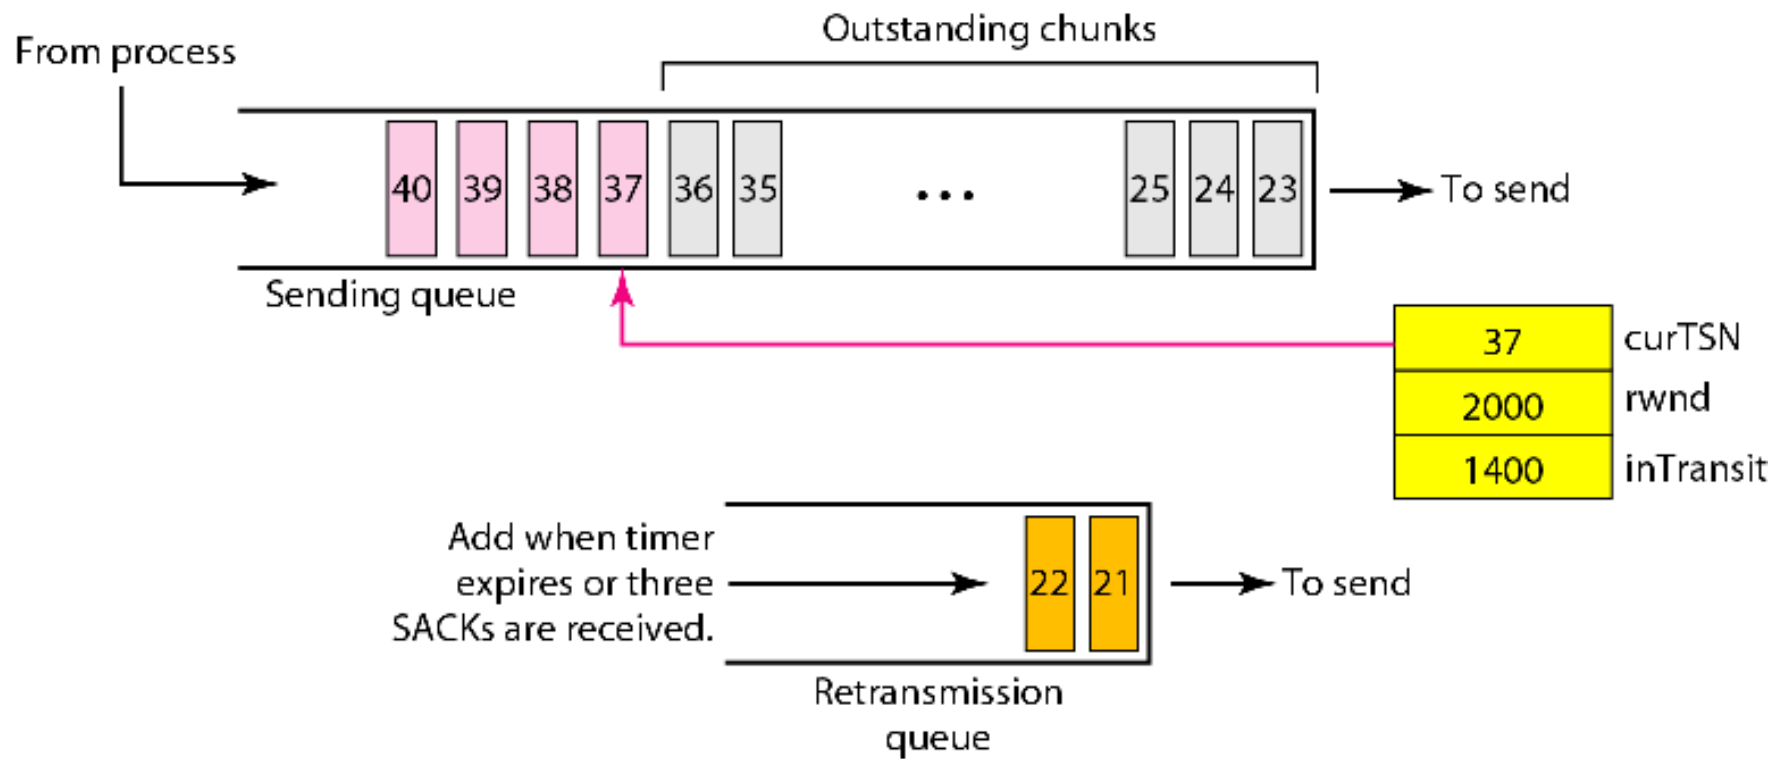 Outstanding chunks
From process
40 39 38 37 36 35 ... 25 24 23
To send
Sending queue
37 curTSN
2000 rwnd
1400 inTransit
Add when timer
expires or three
SACKs are received.
22 21
To send
Retransmission
queue